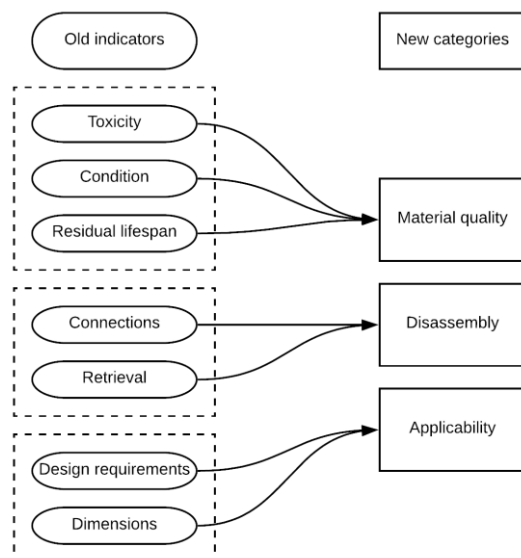 Old indicators
New categories
Toxicity
Condition
Residual lifespan
Material quality
Connections
Disassembly
Retrieval
Applicability
Design requirements
Dimensions